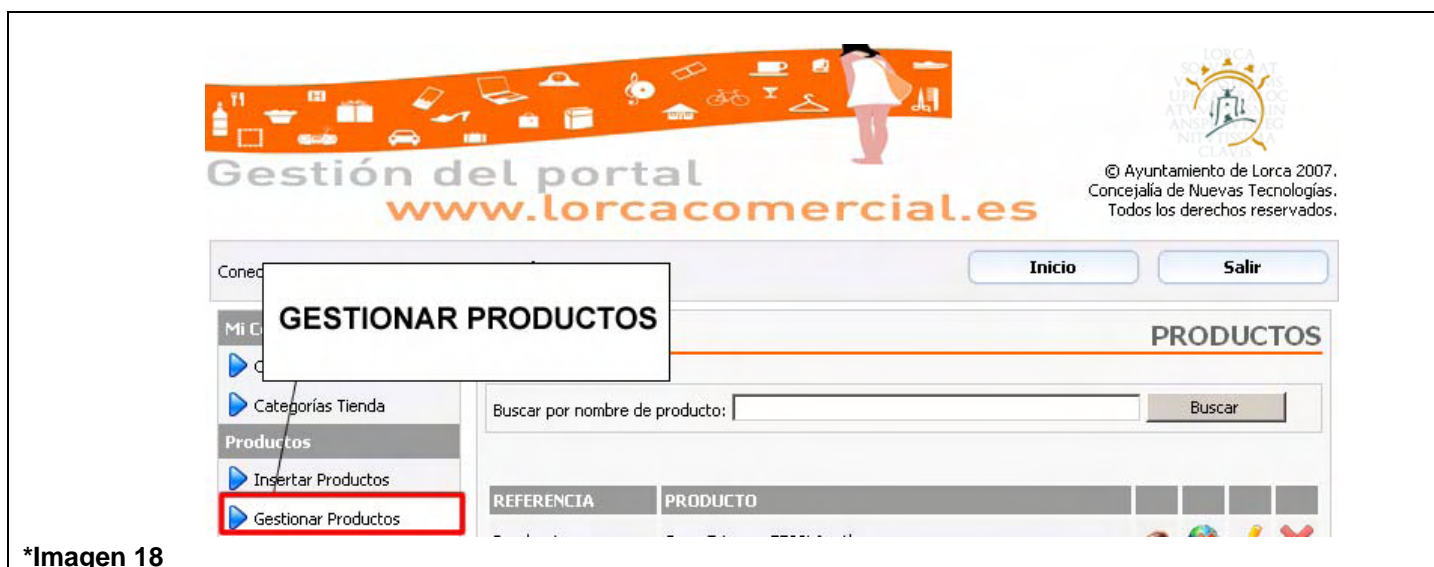 Gestión del portal
www.lorcacomercial.es
© Ayuntamiento de Lorca 2007.
Concejalía de Nuevas Tecnologías.
Todos los derechos reservados.
Inicio
Salir
GESTIONAR PRODUCTOS
PRODUCTOS
Categorías Tienda
Buscar por nombre de producto:
Buscar
Productos
Insertar Productos
Gestionar Productos
REFERENCIA PRODUCTO
*Imagen 18